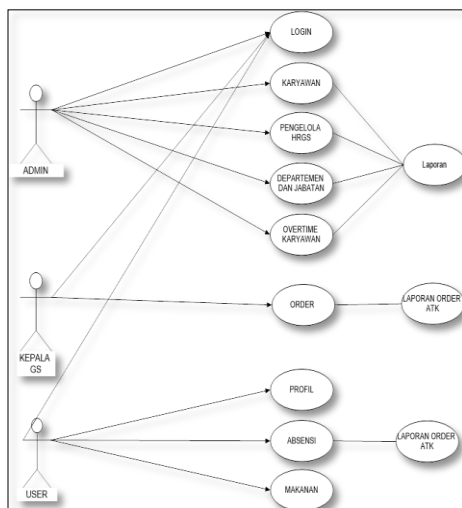 LOGIN
KARYAWAN
PENGELOLA
HRGS
DEPARTEMEN
DAN JABATAN
OVERTIME
KARYAWAN
Laporan
ADMIN
ORDER
LAPORAN ORDER
ATK
KEPALA
GS
PROFIL
ABSENSI
LAPORAN ORDER
ATK
MAKANAN
USER